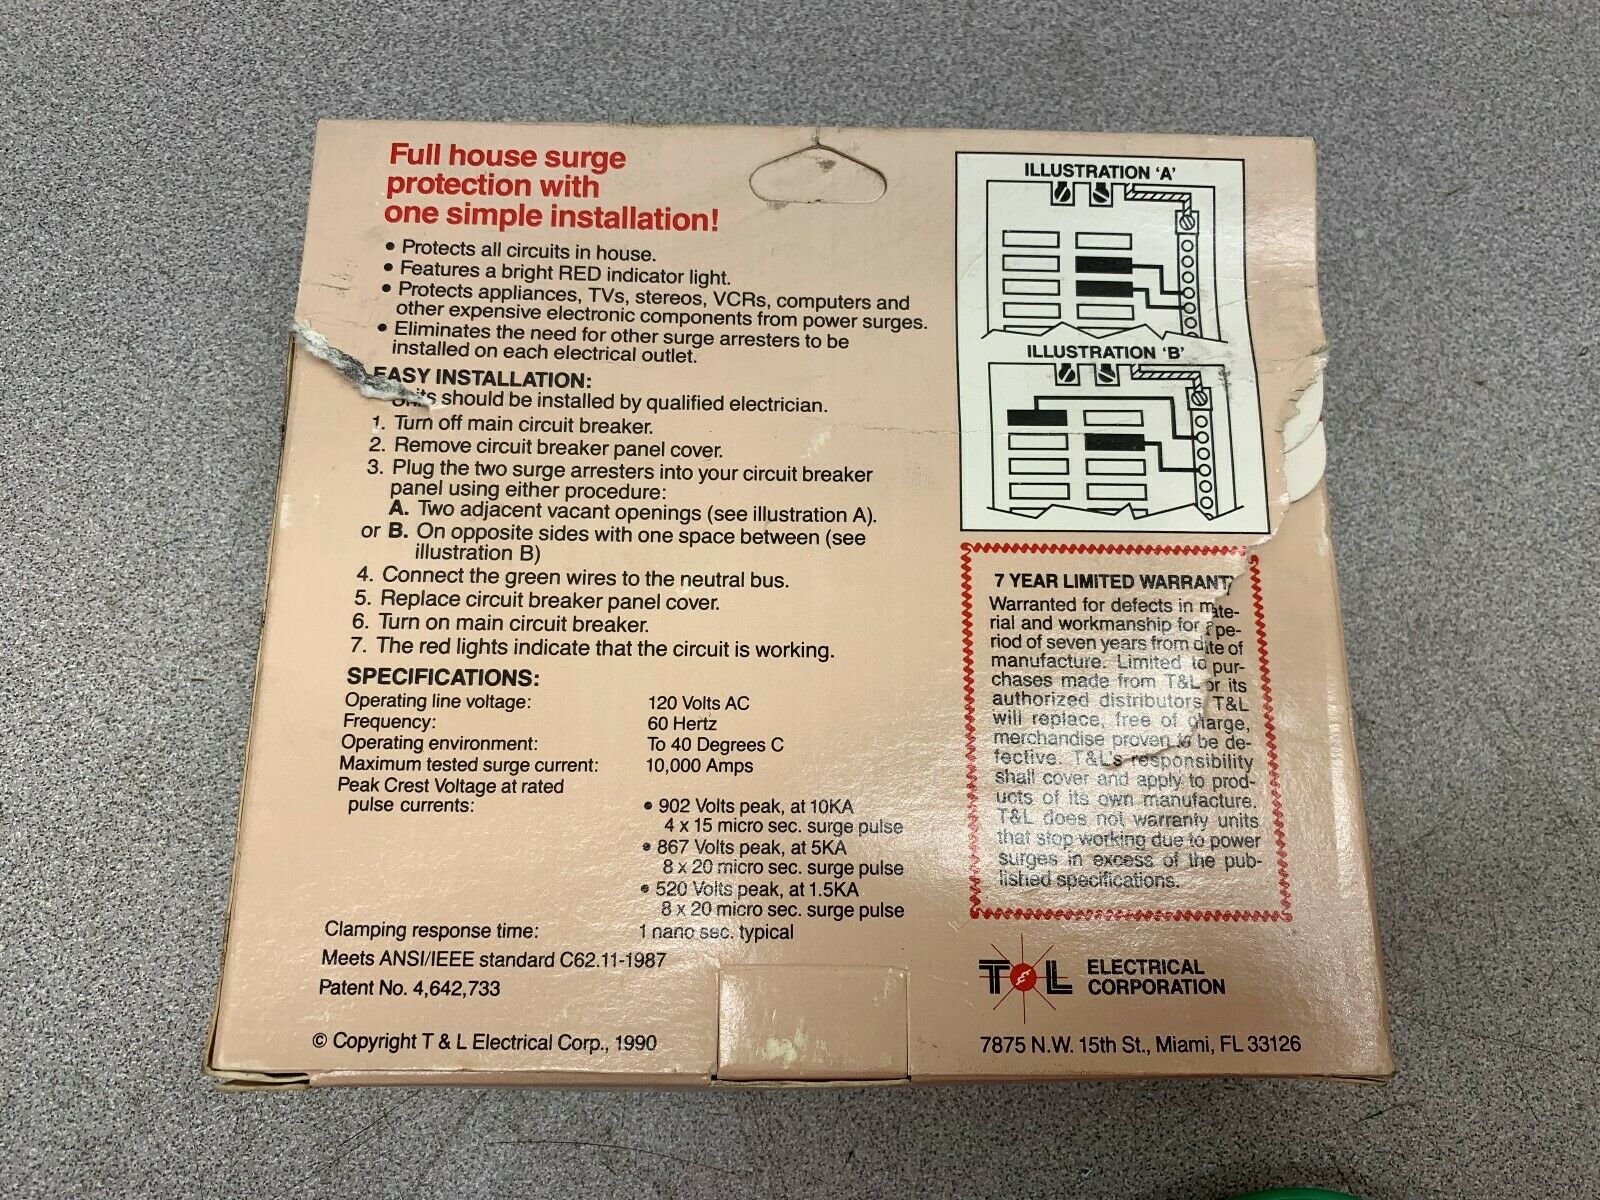 Full house surge
protection with
one simple installation!
• Protects all circuits in house.
• Features a bright RED indicator light.
• Protects appliances, TVs, stereos, VCRs, computers and
other expensive electronic components from power surges.
• Eliminates the need for other surge arresters to be
installed on each electrical outlet.
EASY INSTALLATION:
Units should be installed by qualified electrician.
1. Turn off main circuit breaker.
2. Remove circuit breaker panel cover.
3. Plug the two surge arresters into your circuit breaker
panel using either procedure:
A. Two adjacent vacant openings (see illustration A).
or B. On opposite sides with one space between (see
illustration B)
4. Connect the green wires to the neutral bus.
5. Replace circuit breaker panel cover.
6. Turn on main circuit breaker.
7. The red lights indicate that the circuit is working.
SPECIFICATIONS:
Operating line voltage: 120 Volts AC
Frequency: 60 Hertz
Operating environment: To 40 Degrees C
Maximum tested surge current: 10,000 Amps
Peak Crest Voltage at rated
pulse currents: • 902 Volts peak, at 10KA
4 x 15 micro sec. surge pulse
• 867 Volts peak, at 5KA
8 x 20 micro sec. surge pulse
• 520 Volts peak, at 1.5KA
8 x 20 micro sec. surge pulse
Clamping response time: 1 nano sec. typical
Meets ANSI/IEEE standard C62.11-1987
Patent No. 4,642,733
© Copyright T & L Electrical Corp., 1990
ILLUSTRATION 'A'
ILLUSTRATION 'B'
7 YEAR LIMITED WARRANTY
Warranted for defects in mate-
rial and workmanship for pe-
riod of seven years from date of
manufacture. Limited to pur-
chases made from T&L or its
authorized distributors. T&L
will replace, free of charge,
merchandise proven to be de-
fective. T&L's responsibility
shall cover and apply to prod-
ucts of its own manufacture.
T&L does not warranty units
that stop working due to power
surges in excess of the pub-
lished specifications.
T & L ELECTRICAL
CORPORATION
7875 N.W. 15th St., Miami, FL 33126